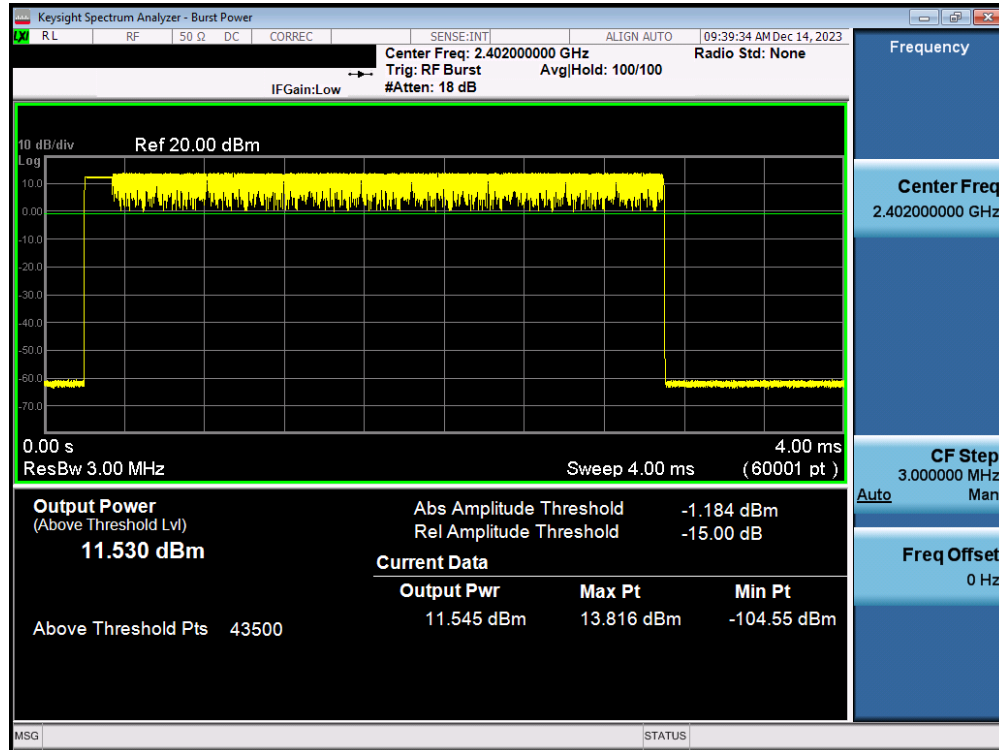 Keysight Spectrum Analyzer - Burst Power
LXI RL RF 50 Ω DC CORREC SENSE:INT ALIGN AUTO 09:39:34 AM Dec 14, 2023
Center Freq: 2.402000000 GHz Radio Std: None
Trig: RF Burst Avg|Hold: 100/100
IFGain:Low #Atten: 18 dB
Frequency
10 dB/div Ref 20.00 dBm
Log
10.0
0.00
-10.0
-20.0
-30.0
-40.0
-50.0
-60.0
-70.0
0.00 s 4.00 ms
ResBw 3.00 MHz Sweep 4.00 ms (60001 pt)
Center Freq
2.402000000 GHz
CF Step
3.000000 MHz
Auto Man
Freq Offset
0 Hz
Output Power
(Above Threshold Lvl)
11.530 dBm
Above Threshold Pts 43500
Abs Amplitude Threshold -1.184 dBm
Rel Amplitude Threshold -15.00 dB
Current Data
Output Pwr Max Pt Min Pt
11.545 dBm 13.816 dBm -104.55 dBm
MSG STATUS